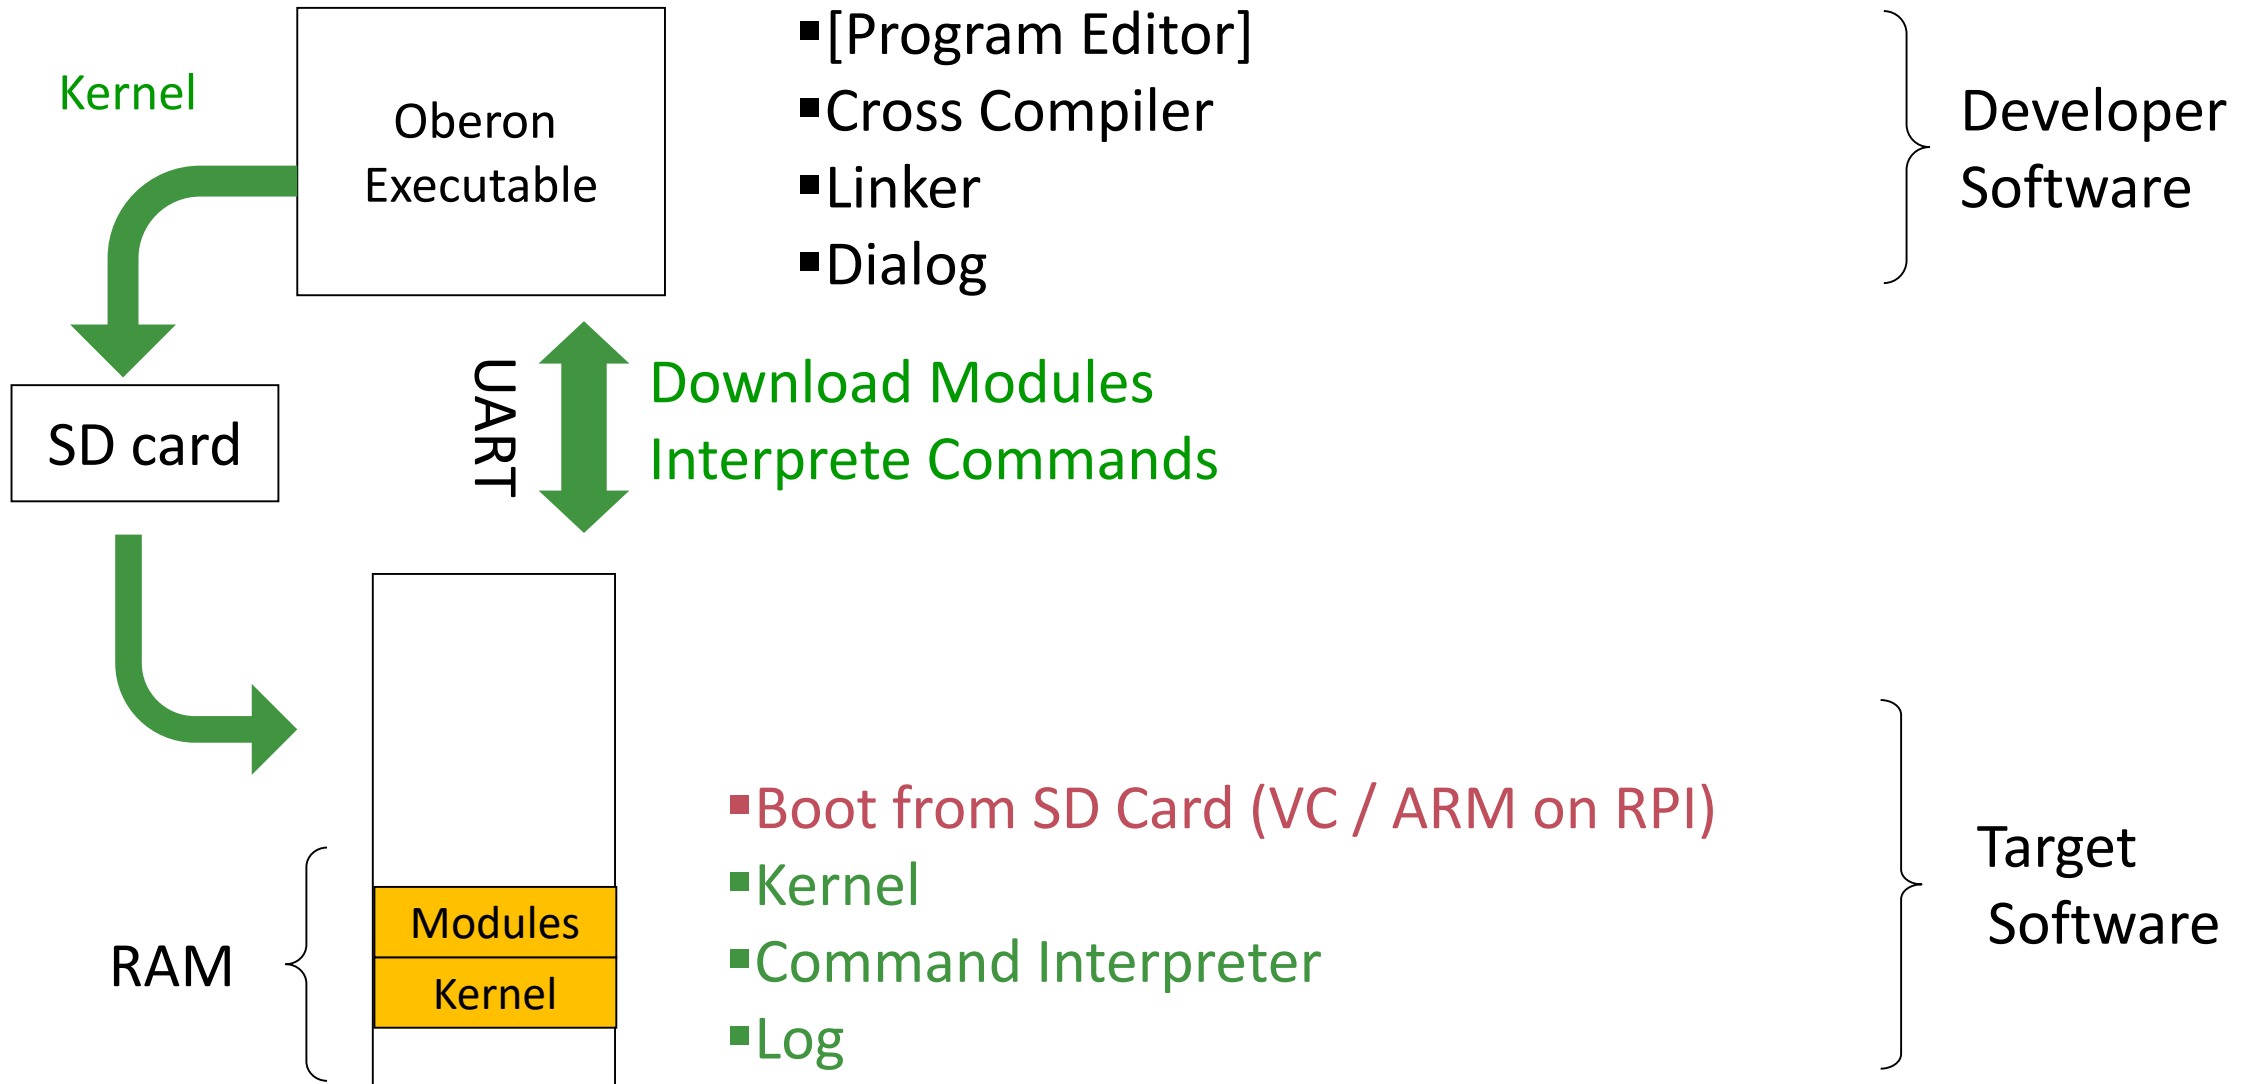 Kernel
Oberon
Executable
▪[Program Editor]
▪Cross Compiler
▪Linker
▪Dialog
Developer
Software
SD card
UART
Download Modules
Interprete Commands
▪Boot from SD Card (VC / ARM on RPI)
▪Kernel
▪Command Interpreter
▪Log
Target
Software
RAM
Modules
Kernel